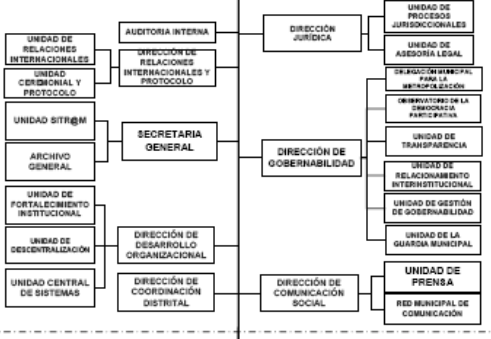 AUDITORIA INTERNA
UNIDAD DE
RELACIONES
INTERNACIONALES
UNIDAD
CEREMONIAL Y
PROTOCOLO
DIRECCIÓN DE
RELACIONES
INTERNACIONALES Y
PROTOCOLO
UNIDAD SITR@M
ARCHIVO
GENERAL
SECRETARIA
GENERAL
UNIDAD DE
FORTALECIMIENTO
INSTITUCIONAL
UNIDAD DE
DESCENTRALIZACIÓN
UNIDAD CENTRAL
DE SISTEMAS
DIRECCIÓN DE
DESARROLLO
ORGANIZACIONAL
DIRECCIÓN DE
COORDINACIÓN
DISTRITAL
DIRECCIÓN
JURÍDICA
UNIDAD DE
PROCESOS
JURISDICCIONALES
UNIDAD DE
ASESORÍA LEGAL
DIRECCIÓN DE
GOBERNABILIDAD
DELEGACIÓN MUNICIPAL
PARA LA
METROPOLIZACIÓN
OBSERVATORIO DE LA
DEMOCRACIA
PARTICIPATIVA
UNIDAD DE
TRANSPARENCIA
UNIDAD DE
RELACIONAMIENTO
INTERINSTITUCIONAL
UNIDAD DE GESTIÓN
DE GOBERNABILIDAD
UNIDAD DE LA
GUARDIA MUNICIPAL
DIRECCIÓN DE
COMUNICACIÓN
SOCIAL
UNIDAD DE
PRENSA
RED MUNICIPAL DE
COMUNICACIÓN